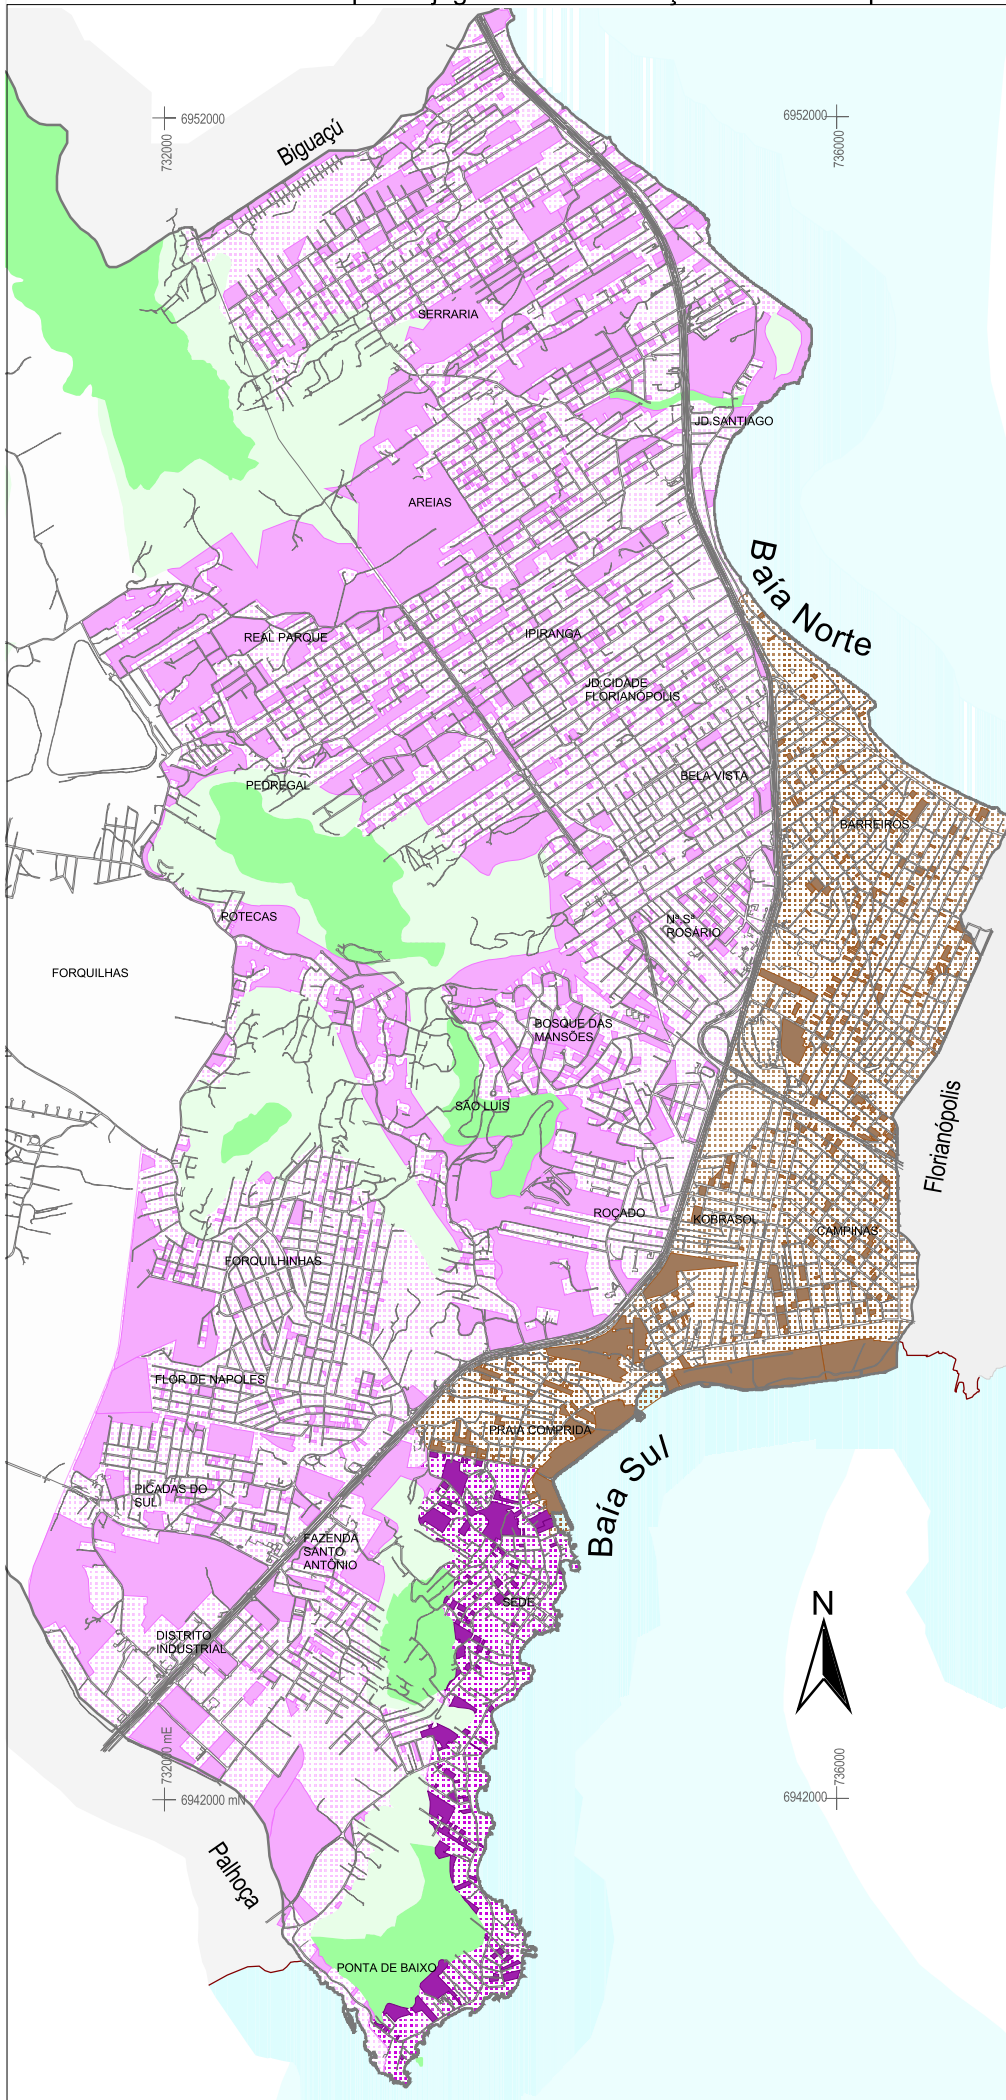 6952000
732000
Biguaçú
6952000
736000
SERRARIA
JD.SANTIAGO
AREIAS
Baía Norte
REAL PARQUE
IPIRANGA
JD.CIDADE
FLORIANÓPOLIS
PEDREGAL
BELA VISTA
BARREIROS
POTECAS
Nª Sª
ROSÁRIO
FORQUILHAS
BOSQUE DAS
MANSÕES
SÃO LUÍS
Florianópolis
ROÇADO
KOBRASOL
CAMPINAS
FORQUILHINHAS
FLOR DE NAPOLES
PRAIA COMPRIDA
Baía Sul
PICADAS DO
SUL
FAZENDA
SANTO
ANTÔNIO
SEDE
N
DISTRITO
INDUSTRIAL
732000 mE
6942000 mN
736000
6942000
Palhoça
PONTA DE BAIXO